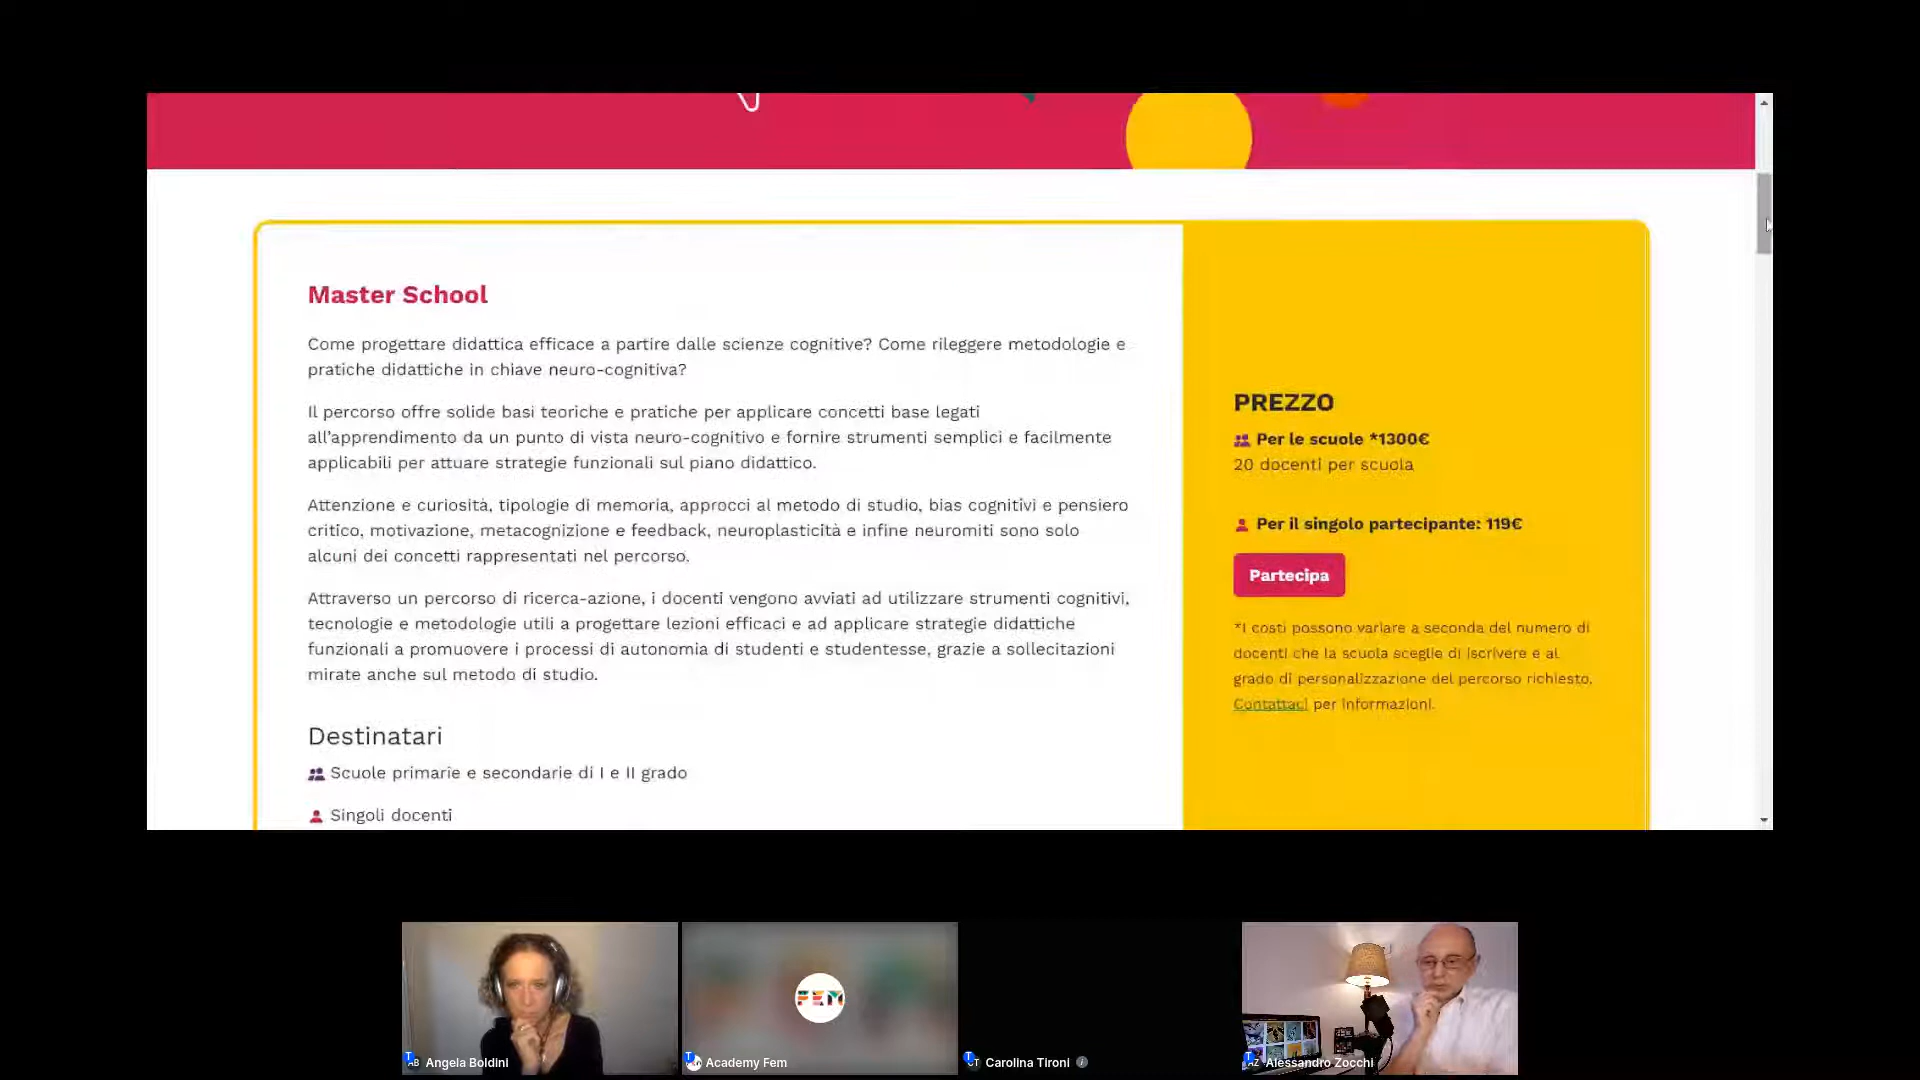 Master School
Come progettare didattica efficace a partire dalle scienze cognitive? Come rileggere metodologie e
pratiche didattiche in chiave neuro-cognitiva?
Il percorso offre solide basi teoriche e pratiche per applicare concetti base legati
all'apprendimento da un punto di vista neuro-cognitivo e fornire strumenti semplici e facilmente
applicabili per attuare strategie funzionali sul piano didattico.
Attenzione e curiosità, tipologie di memoria, approcci al metodo di studio, bias cognitivi e pensiero
critico, motivazione, metacognizione e feedback, neuroplasticità e infine neuromiti sono solo
alcuni dei concetti rappresentati nel percorso.
Attraverso un percorso di ricerca-azione, i docenti vengono avviati ad utilizzare strumenti cognitivi,
tecnologie e metodologie utili a progettare lezioni efficaci e ad applicare strategie didattiche
funzionali a promuovere i processi di autonomia di studenti e studentesse, grazie a sollecitazioni
mirate anche sul metodo di studio.
Destinatari
Scuole primarie e secondarie di I e II grado
Singoli docenti
PREZZO
Per le scuole *1300€
20 docenti per scuola
Per il singolo partecipante: 119€
Partecipa
*I costi possono variare a seconda del numero di
docenti che la scuola sceglie di iscrivere e al
grado di personalizzazione del percorso richiesto.
Contattaci per informazioni.
FEM
T AB Angela Boldini
T Academy Fem
T CT Carolina Tironi
T AZ Alessandro Zocchi